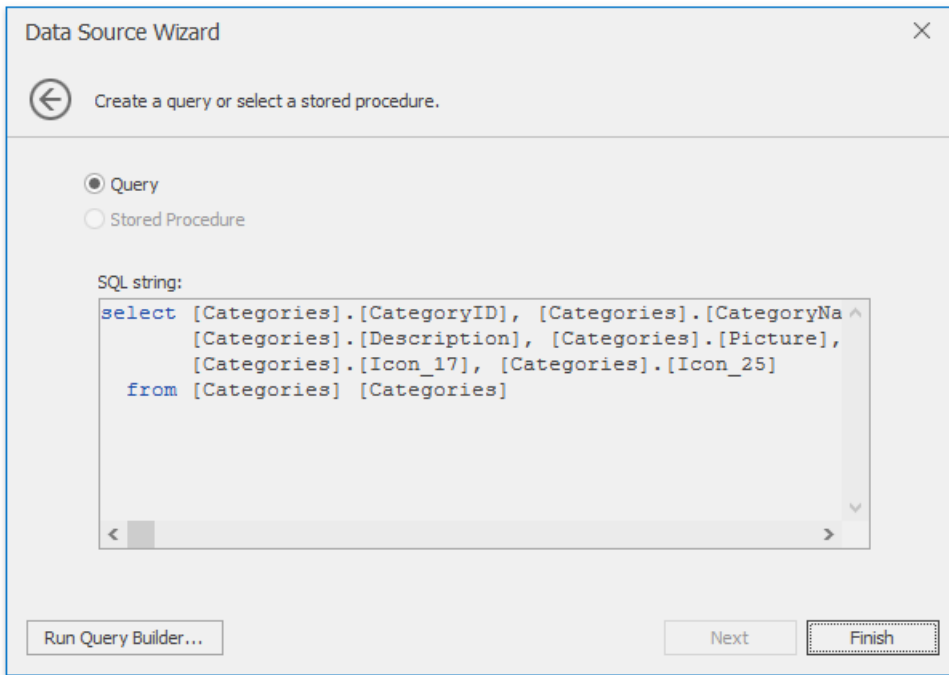 Data Source Wizard
Create a query or select a stored procedure.
Query
Stored Procedure
SQL string:
select [Categories].[CategoryID], [Categories].[CategoryNa
[Categories].[Description], [Categories].[Picture],
[Categories].[Icon_17], [Categories].[Icon_25]
from [Categories] [Categories]
Run Query Builder... Next Finish